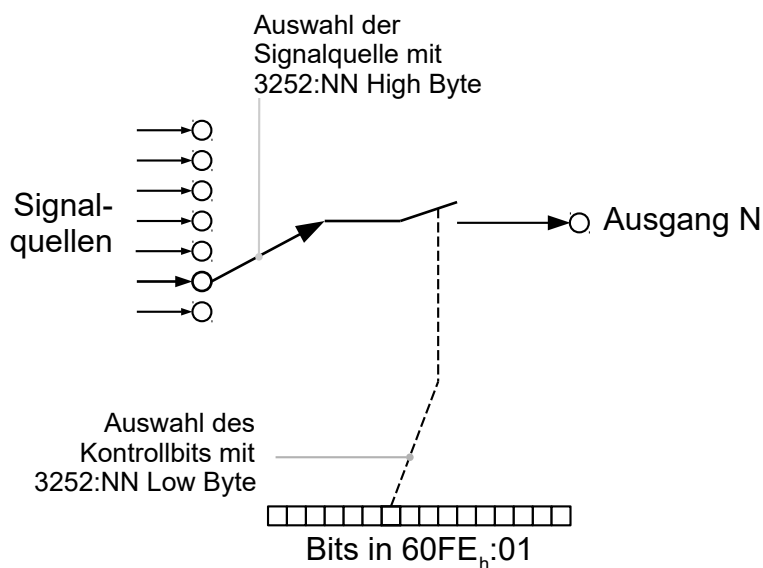 Auswahl der
Signalquelle mit
3252:NN High Byte
Signal-
quellen
Ausgang N
Auswahl des
Kontrollbits mit
3252:NN Low Byte
Bits in 60FEh:01